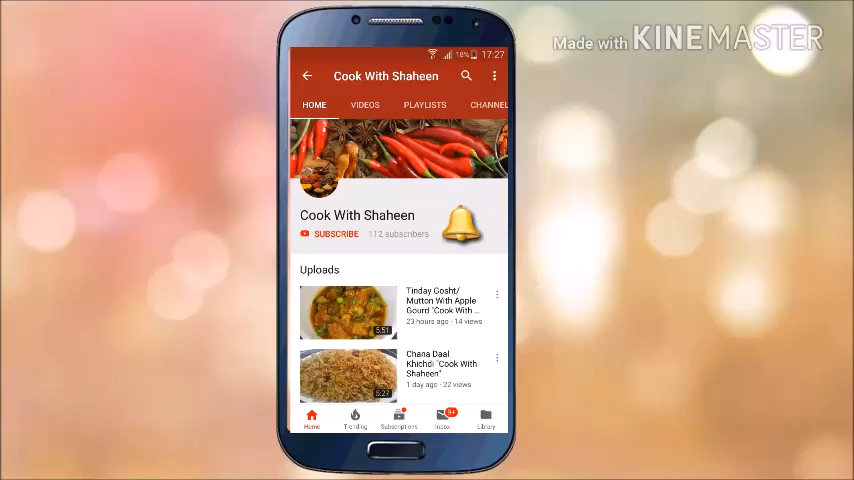 Made with KINEMASTER
18% 17:27
Cook With Shaheen
HOME VIDEOS PLAYLISTS CHANNEL
Cook With Shaheen
SUBSCRIBE 112 subscribers
Uploads
Tinday Gosht/
Mutton With Apple
Gourd "Cook With ...
23 hours ago · 14 views
5:51
Chana Daal
Khichdi "Cook With
Shaheen"
1 day ago · 22 views
5:27
9+
Home Trending Subscriptions Inbox Library